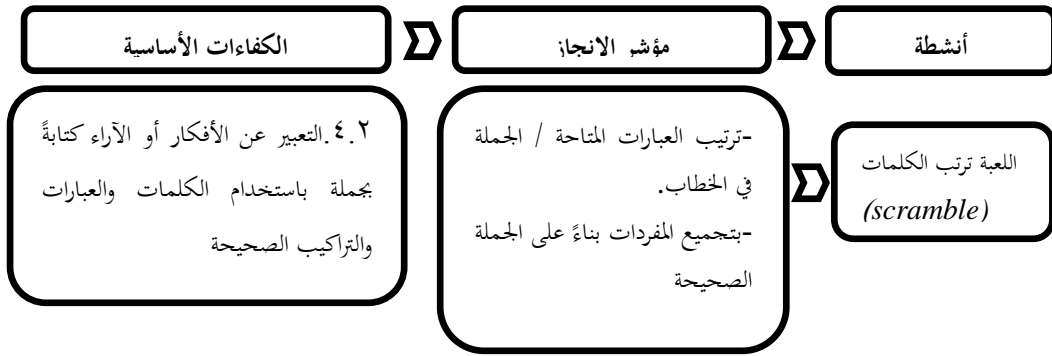 الكفاءات الأساسية
مؤشر الانجاز
أنشطة
٤.٢.التعبير عن الأفكار أو الآراء كتابةً
بجملة باستخدام الكلمات والعبارات
والتراكيب الصحيحة
-ترتيب العبارات المتاحة / الجملة
في الخطاب.
-بتجميع المفردات بناءً على الجملة
الصحيحة
اللعبة ترتب الكلمات
(scramble)